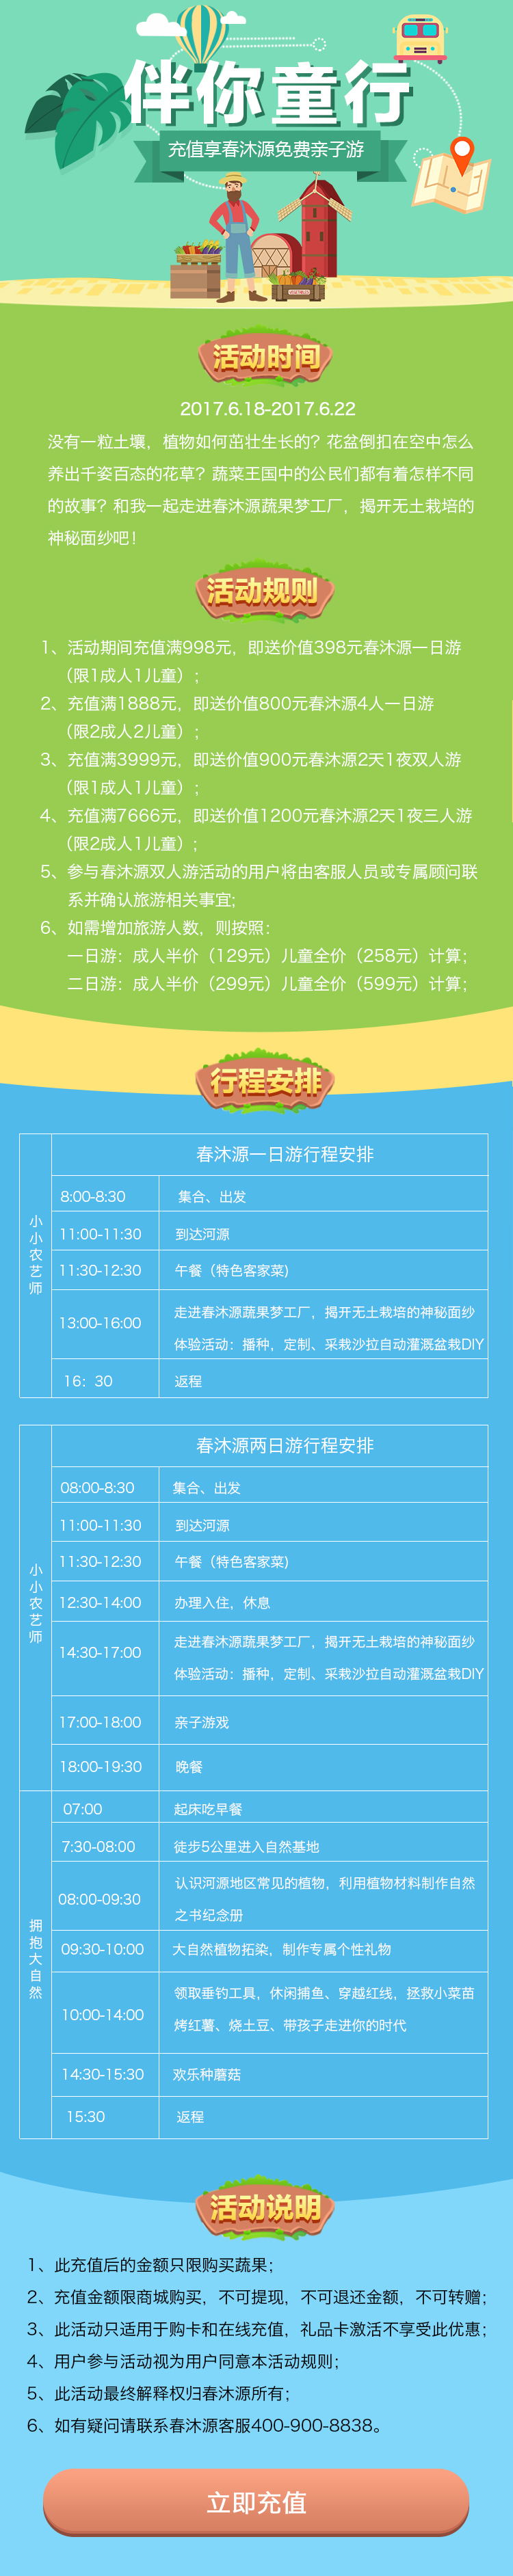 伴你童行
充值享春沐源免费亲子游
VEGETABLES
活动时间
2017.6.18-2017.6.22
没有一粒土壤，植物如何茁壮生长的？花盆倒扣在空中怎么
养出千姿百态的花草？蔬菜王国中的公民们都有着怎样不同
的故事？和我一起走进春沐源蔬果梦工厂，揭开无土栽培的
神秘面纱吧！
活动规则
1、活动期间充值满998元，即送价值398元春沐源一日游
（限1成人1儿童）；
2、充值满1888元，即送价值800元春沐源4人一日游
（限2成人2儿童）；
3、充值满3999元，即送价值900元春沐源2天1夜双人游
（限1成人1儿童）；
4、充值满7666元，即送价值1200元春沐源2天1夜三人游
（限2成人1儿童）；
5、参与春沐源双人游活动的用户将由客服人员或专属顾问联
系并确认旅游相关事宜；
6、如需增加旅游人数，则按照：
一日游：成人半价（129元）儿童全价（258元）计算；
二日游：成人半价（299元）儿童全价（599元）计算；
行程安排
小小农艺师
春沐源一日游行程安排
8:00-8:30 集合、出发
11:00-11:30 到达河源
11:30-12:30 午餐（特色客家菜)
13:00-16:00 走进春沐源蔬果梦工厂，揭开无土栽培的神秘面纱
体验活动：播种，定制、采栽沙拉自动灌溉盆栽DIY
16：30 返程
小小农艺师
春沐源两日游行程安排
08:00-8:30 集合、出发
11:00-11:30 到达河源
11:30-12:30 午餐（特色客家菜)
12:30-14:00 办理入住，休息
14:30-17:00 走进春沐源蔬果梦工厂，揭开无土栽培的神秘面纱
体验活动：播种，定制、采栽沙拉自动灌溉盆栽DIY
17:00-18:00 亲子游戏
18:00-19:30 晚餐
拥抱大自然
07:00 起床吃早餐
7:30-08:00 徒步5公里进入自然基地
08:00-09:30 认识河源地区常见的植物，利用植物材料制作自然
之书纪念册
09:30-10:00 大自然植物拓染，制作专属个性礼物
10:00-14:00 领取垂钓工具，休闲捕鱼、穿越红线，拯救小菜苗
烤红薯、烧土豆、带孩子走进你的时代
14:30-15:30 欢乐种蘑菇
15:30 返程
活动说明
1、此充值后的金额只限购买蔬果；
2、充值金额限商城购买，不可提现，不可退还金额，不可转赠；
3、此活动只适用于购卡和在线充值，礼品卡激活不享受此优惠；
4、用户参与活动视为用户同意本活动规则；
5、此活动最终解释权归春沐源所有；
6、如有疑问请联系春沐源客服400-900-8838。
立即充值